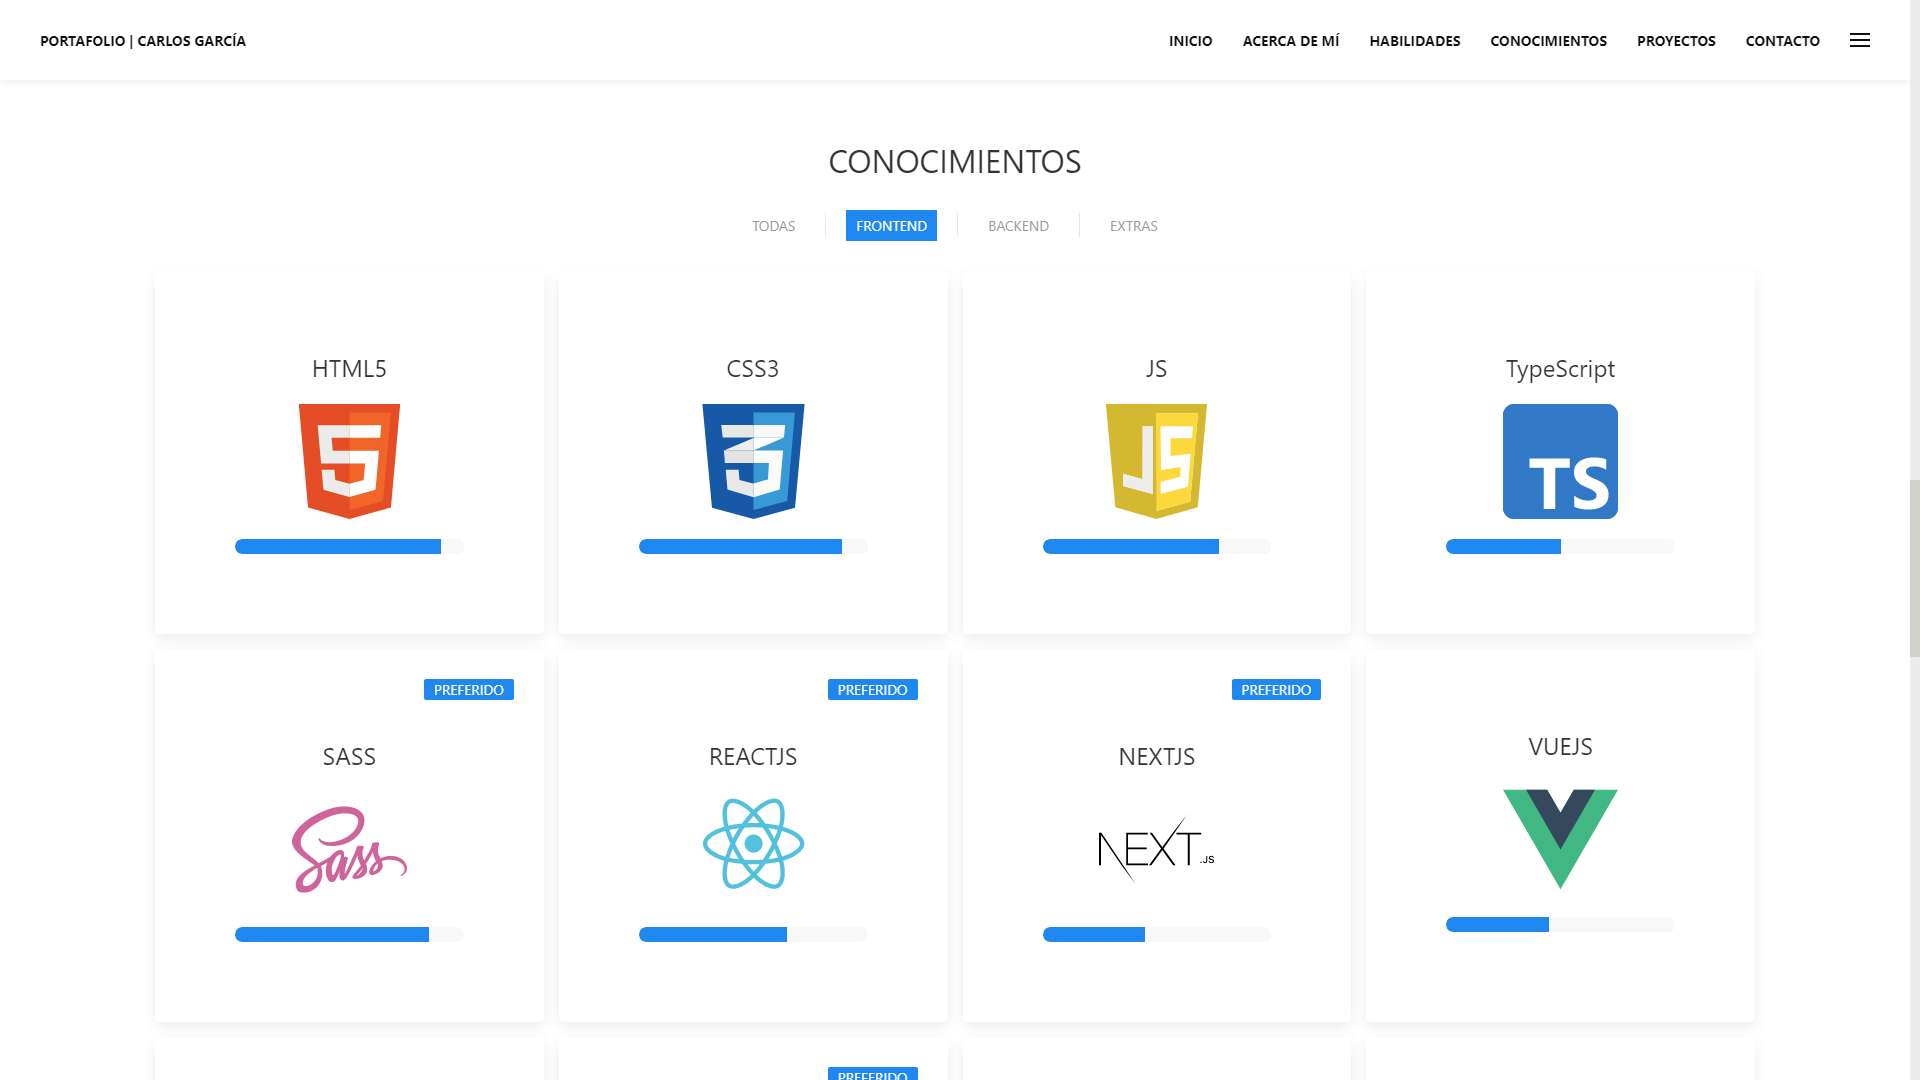 PORTAFOLIO | CARLOS GARCÍA
INICIO ACERCA DE MÍ HABILIDADES CONOCIMIENTOS PROYECTOS CONTACTO
CONOCIMIENTOS
TODAS FRONTEND BACKEND EXTRAS
HTML5 CSS3 JS TypeScript
5 3 JS TS
PREFERIDO PREFERIDO PREFERIDO
SASS REACTJS NEXTJS VUEJS
Sass NEXT.JS
PREFERIDO